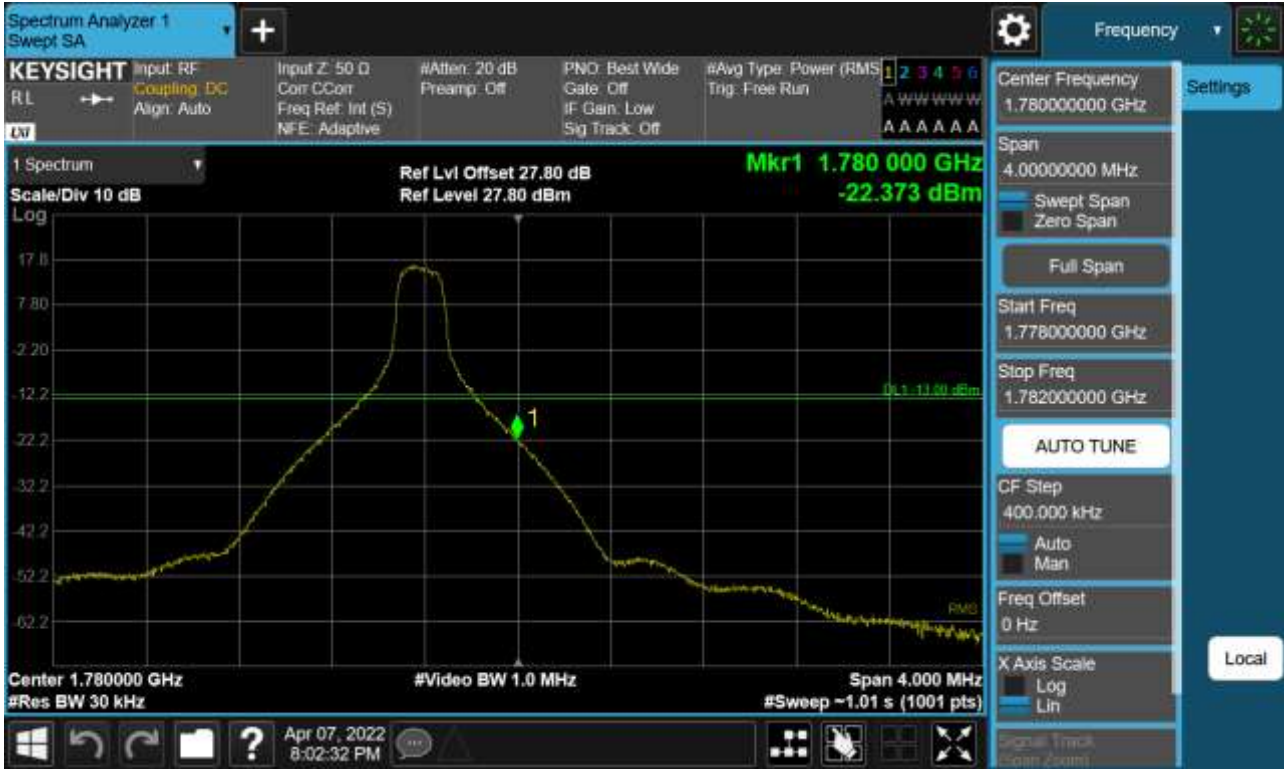 Spectrum Analyzer 1
Swept SA
+
Frequency
KEYSIGHT
RL
LXI
Input: RF
Coupling: DC
Align: Auto
Input Z: 50 Ω
Corr CCorr
Freq Ref: Int (S)
NFE: Adaptive
#Atten: 20 dB
Preamp: Off
PNO: Best Wide
Gate: Off
IF Gain: Low
Sig Track: Off
#Avg Type: Power (RMS
Trig: Free Run
1 2 3 4 5 6
A W W W W W
A A A A A A
1 Spectrum
Scale/Div 10 dB
Log
Ref Lvl Offset 27.80 dB
Ref Level 27.80 dBm
Mkr1 1.780 000 GHz
-22.373 dBm
17.8
7.80
-2.20
-12.2
-22.2
-32.2
-42.2
-52.2
-62.2
DL1 -13.00 dBm
1
RMS
Center 1.780000 GHz
#Res BW 30 kHz
#Video BW 1.0 MHz
Span 4.000 MHz
#Sweep ~1.01 s (1001 pts)
Center Frequency
1.780000000 GHz
Settings
Span
4.00000000 MHz
Swept Span
Zero Span
Full Span
Start Freq
1.778000000 GHz
Stop Freq
1.782000000 GHz
AUTO TUNE
CF Step
400.000 kHz
Auto
Man
Freq Offset
0 Hz
X Axis Scale
Log
Lin
Local
Signal Track
(Span Zoom)
?
Apr 07, 2022
8:02:32 PM